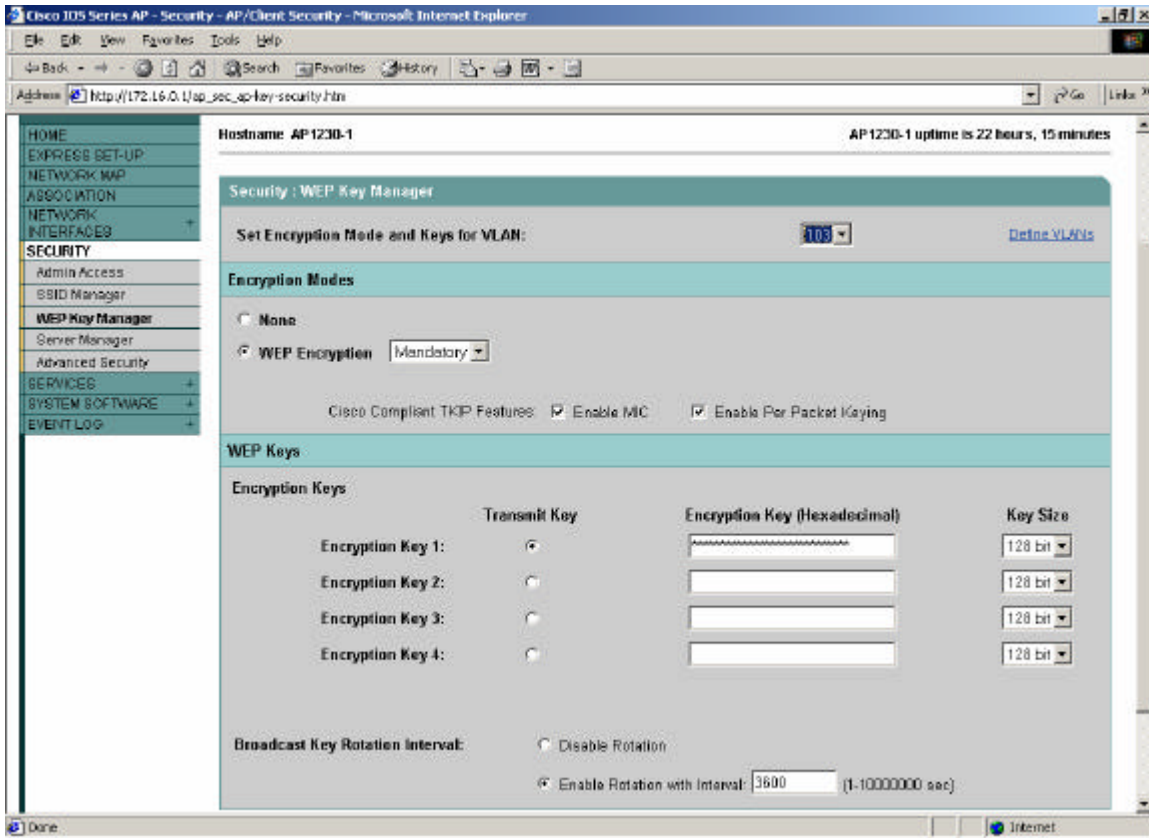 Cisco IOS Series AP - Security - AP/Client Security - Microsoft Internet Explorer
File Edit View Favorites Tools Help
Back Search Favorites History
Address http://172.16.0.1/ap_sec_ap-key-security.htm Go Links »
HOME
EXPRESS SET-UP
NETWORK MAP
ASSOCIATION
NETWORK
INTERFACES +
SECURITY
Admin Access
SSID Manager
WEP Key Manager
Server Manager
Advanced Security
SERVICES +
SYSTEM SOFTWARE +
EVENT LOG +
Hostname AP1230-1 AP1230-1 uptime is 22 hours, 15 minutes
Security : WEP Key Manager
Set Encryption Mode and Keys for VLAN: 103 Define VLANs
Encryption Modes
None
WEP Encryption Mandatory
Cisco Compliant TKIP Features: Enable MIC Enable Per Packet Keying
WEP Keys
Encryption Keys
Transmit Key Encryption Key (Hexadecimal) Key Size
Encryption Key 1: 128 bit
Encryption Key 2: 128 bit
Encryption Key 3: 128 bit
Encryption Key 4: 128 bit
Broadcast Key Rotation Interval: Disable Rotation
Enable Rotation with Interval: 3600 (1-10000000 sec)
Done Internet